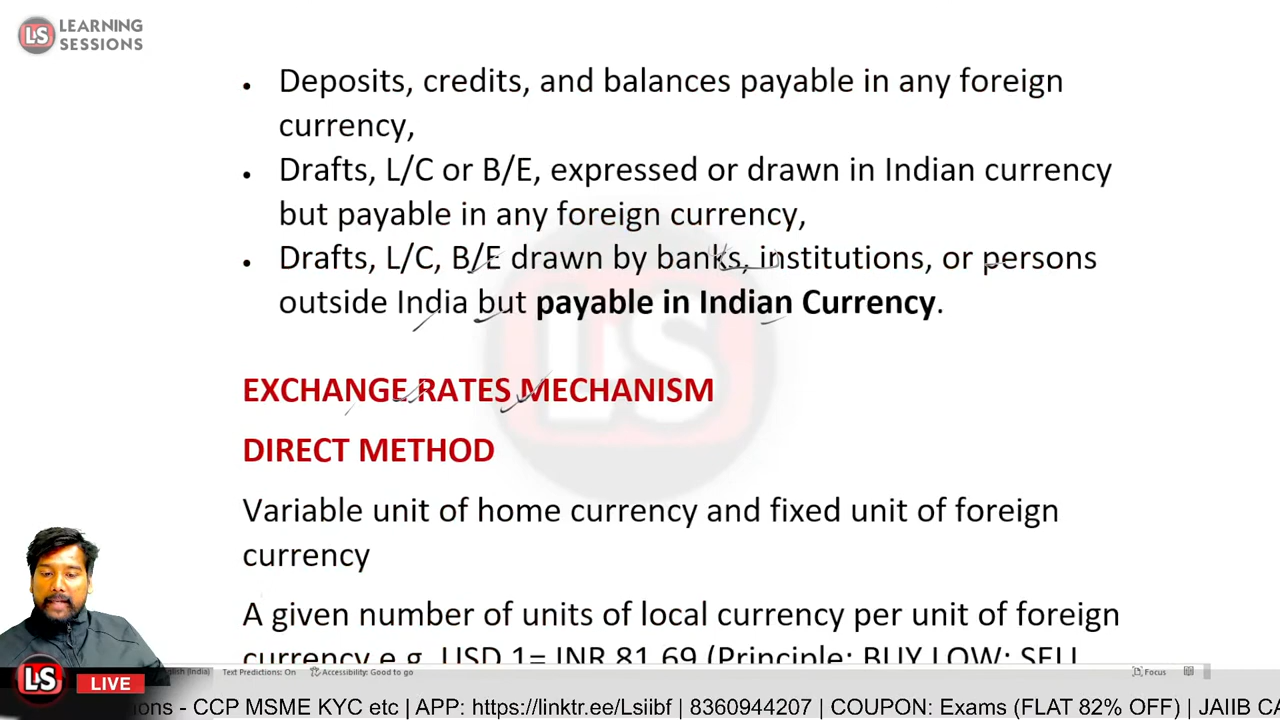 LS LEARNING
SESSIONS
• Deposits, credits, and balances payable in any foreign
currency,
• Drafts, L/C or B/E, expressed or drawn in Indian currency
but payable in any foreign currency,
• Drafts, L/C, B/E drawn by banks, institutions, or persons
outside India but payable in Indian Currency.
EXCHANGE RATES MECHANISM
DIRECT METHOD
Variable unit of home currency and fixed unit of foreign
currency
A given number of units of local currency per unit of foreign
currency e.g. USD 1= INR 81.69 (Principle: BUY LOW; SELL
(India) Text Predictions: On Accessibility: Good to go Focus
LS LIVE
ons - CCP MSME KYC etc | APP: https://linktr.ee/Lsiibf | 8360944207 | COUPON: Exams (FLAT 82% OFF) | JAIIB CA